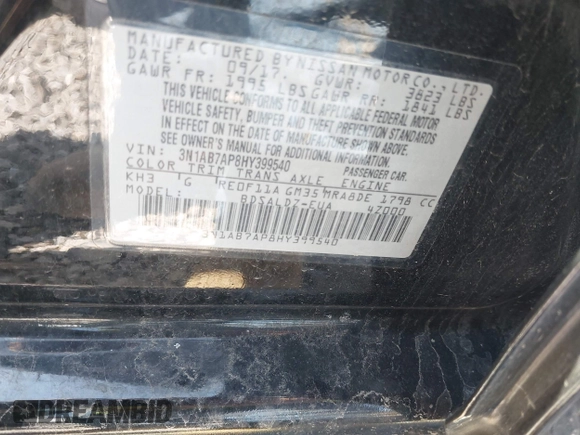 MANUFACTURED BY NISSAN MOTOR CO., LTD.
DATE: 09/17. GVWR: 3823 LBS
GAWR FR: 1995 LBS GAWR RR: 1841 LBS
THIS VEHICLE CONFORMS TO ALL APPLICABLE FEDERAL MOTOR
VEHICLE SAFETY, BUMPER, AND THEFT PREVENTION STANDARDS
IN EFFECT ON THE DATE OF MANUFACTURE SHOWN ABOVE.
SEE OWNER'S MANUAL FOR ADDITIONAL INFORMATION
VIN: 3N1AB7AP8HY399540 PASSENGER CAR
COLOR TRIM TRANS AXLE ENGINE
KH3 G RE0F11A GM35 MRA8DE 1798 CC
MODEL: BDSALDZ-EUA 47000
3N1AB7AP8HY399540
DREAMBID